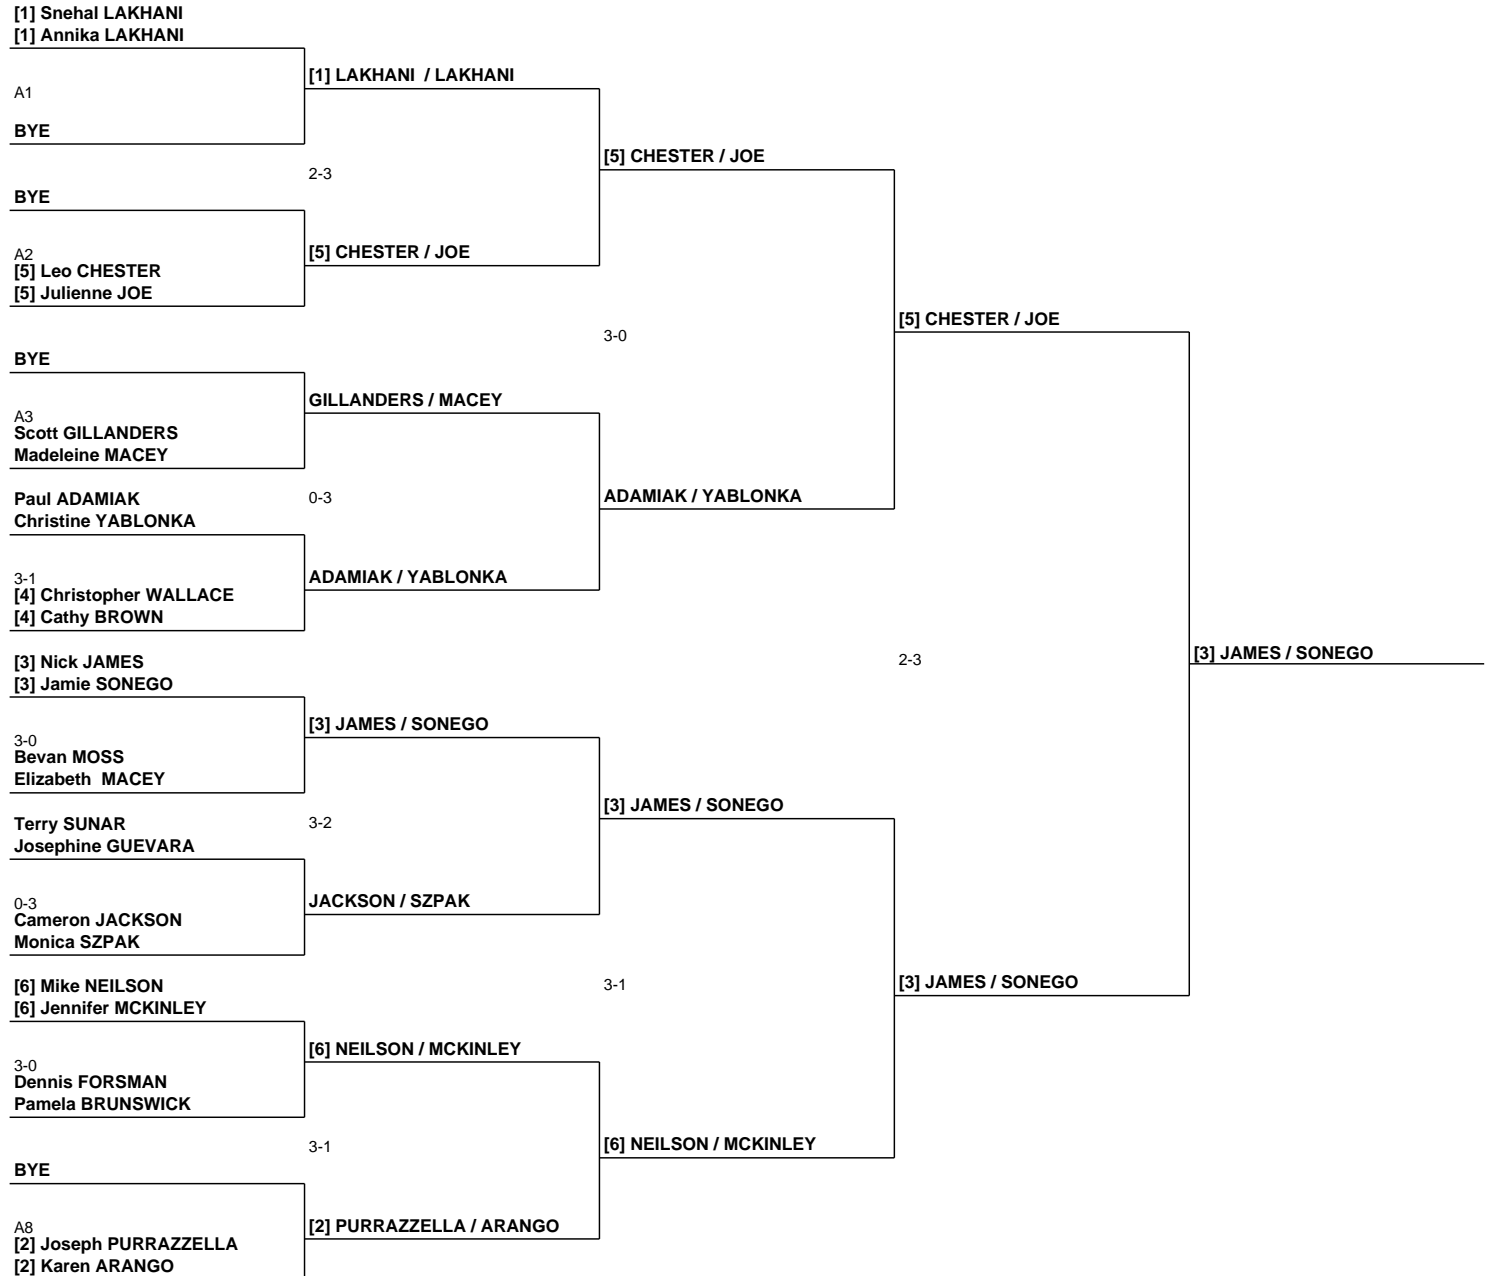 [1] Snehal LAKHANI
[1] Annika LAKHANI
[1] LAKHANI / LAKHANI
A1
BYE
[5] CHESTER / JOE
2-3
BYE
[5] CHESTER / JOE
A2
[5] Leo CHESTER
[5] Julienne JOE
[5] CHESTER / JOE
3-0
BYE
GILLANDERS / MACEY
A3
Scott GILLANDERS
Madeleine MACEY
Paul ADAMIAK
0-3
ADAMIAK / YABLONKA
Christine YABLONKA
3-1
ADAMIAK / YABLONKA
[4] Christopher WALLACE
[4] Cathy BROWN
[3] Nick JAMES
2-3
[3] JAMES / SONEGO
[3] Jamie SONEGO
[3] JAMES / SONEGO
3-0
Bevan MOSS
Elizabeth MACEY
[3] JAMES / SONEGO
Terry SUNAR
3-2
Josephine GUEVARA
0-3
JACKSON / SZPAK
Cameron JACKSON
Monica SZPAK
[6] Mike NEILSON
3-1
[3] JAMES / SONEGO
[6] Jennifer MCKINLEY
[6] NEILSON / MCKINLEY
3-0
Dennis FORSMAN
Pamela BRUNSWICK
3-1
[6] NEILSON / MCKINLEY
BYE
A8
[2] PURRAZZELLA / ARANGO
[2] Joseph PURRAZZELLA
[2] Karen ARANGO